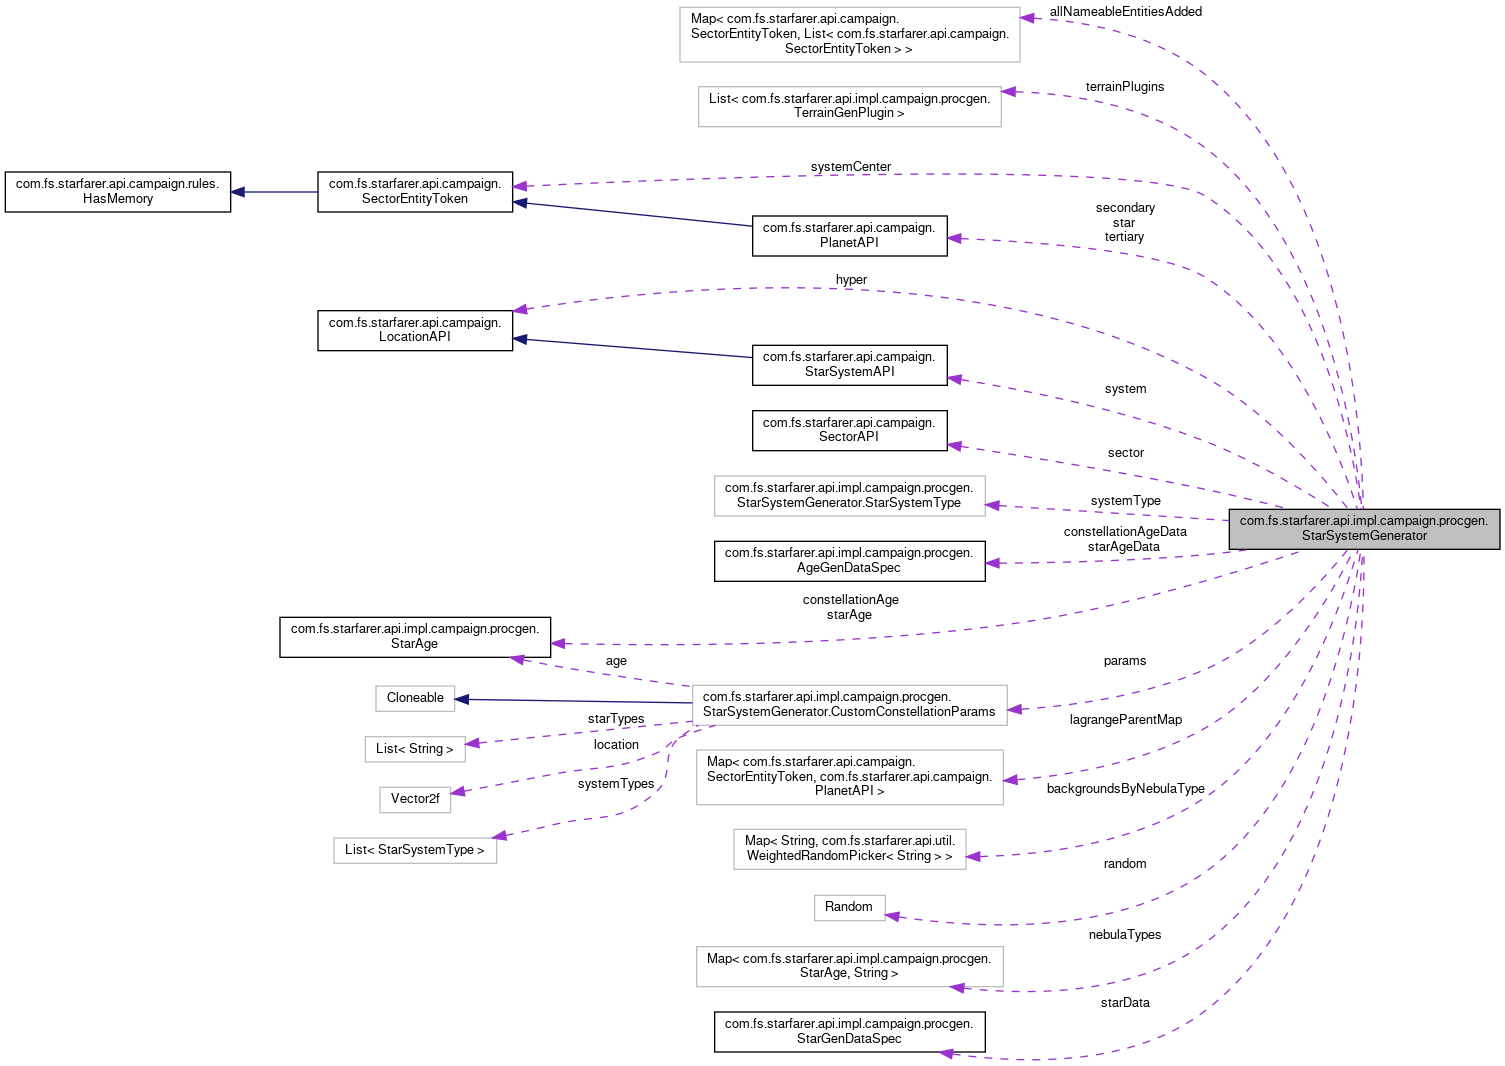 allNameableEntitiesAdded
Map< com.fs.starfarer.api.campaign.
SectorEntityToken, List< com.fs.starfarer.api.campaign.
SectorEntityToken > >
terrainPlugins
List< com.fs.starfarer.api.impl.campaign.procgen.
TerrainGenPlugin >
systemCenter
com.fs.starfarer.api.campaign.rules.
HasMemory
com.fs.starfarer.api.campaign.
SectorEntityToken
secondary
star
tertiary
com.fs.starfarer.api.campaign.
PlanetAPI
hyper
com.fs.starfarer.api.campaign.
LocationAPI
com.fs.starfarer.api.campaign.
StarSystemAPI
system
com.fs.starfarer.api.campaign.
SectorAPI
sector
com.fs.starfarer.api.impl.campaign.procgen.
StarSystemGenerator.StarSystemType
systemType
com.fs.starfarer.api.impl.campaign.procgen.
StarSystemGenerator
constellationAgeData
starAgeData
com.fs.starfarer.api.impl.campaign.procgen.
AgeGenDataSpec
constellationAge
starAge
com.fs.starfarer.api.impl.campaign.procgen.
StarAge
age
params
Cloneable
com.fs.starfarer.api.impl.campaign.procgen.
StarSystemGenerator.CustomConstellationParams
starTypes
lagrangeParentMap
List< String >
location
Map< com.fs.starfarer.api.campaign.
SectorEntityToken, com.fs.starfarer.api.campaign.
PlanetAPI >
systemTypes
backgroundsByNebulaType
Vector2f
List< StarSystemType >
Map< String, com.fs.starfarer.api.util.
WeightedRandomPicker< String > >
random
Random
nebulaTypes
Map< com.fs.starfarer.api.impl.campaign.procgen.
StarAge, String >
starData
com.fs.starfarer.api.impl.campaign.procgen.
StarGenDataSpec